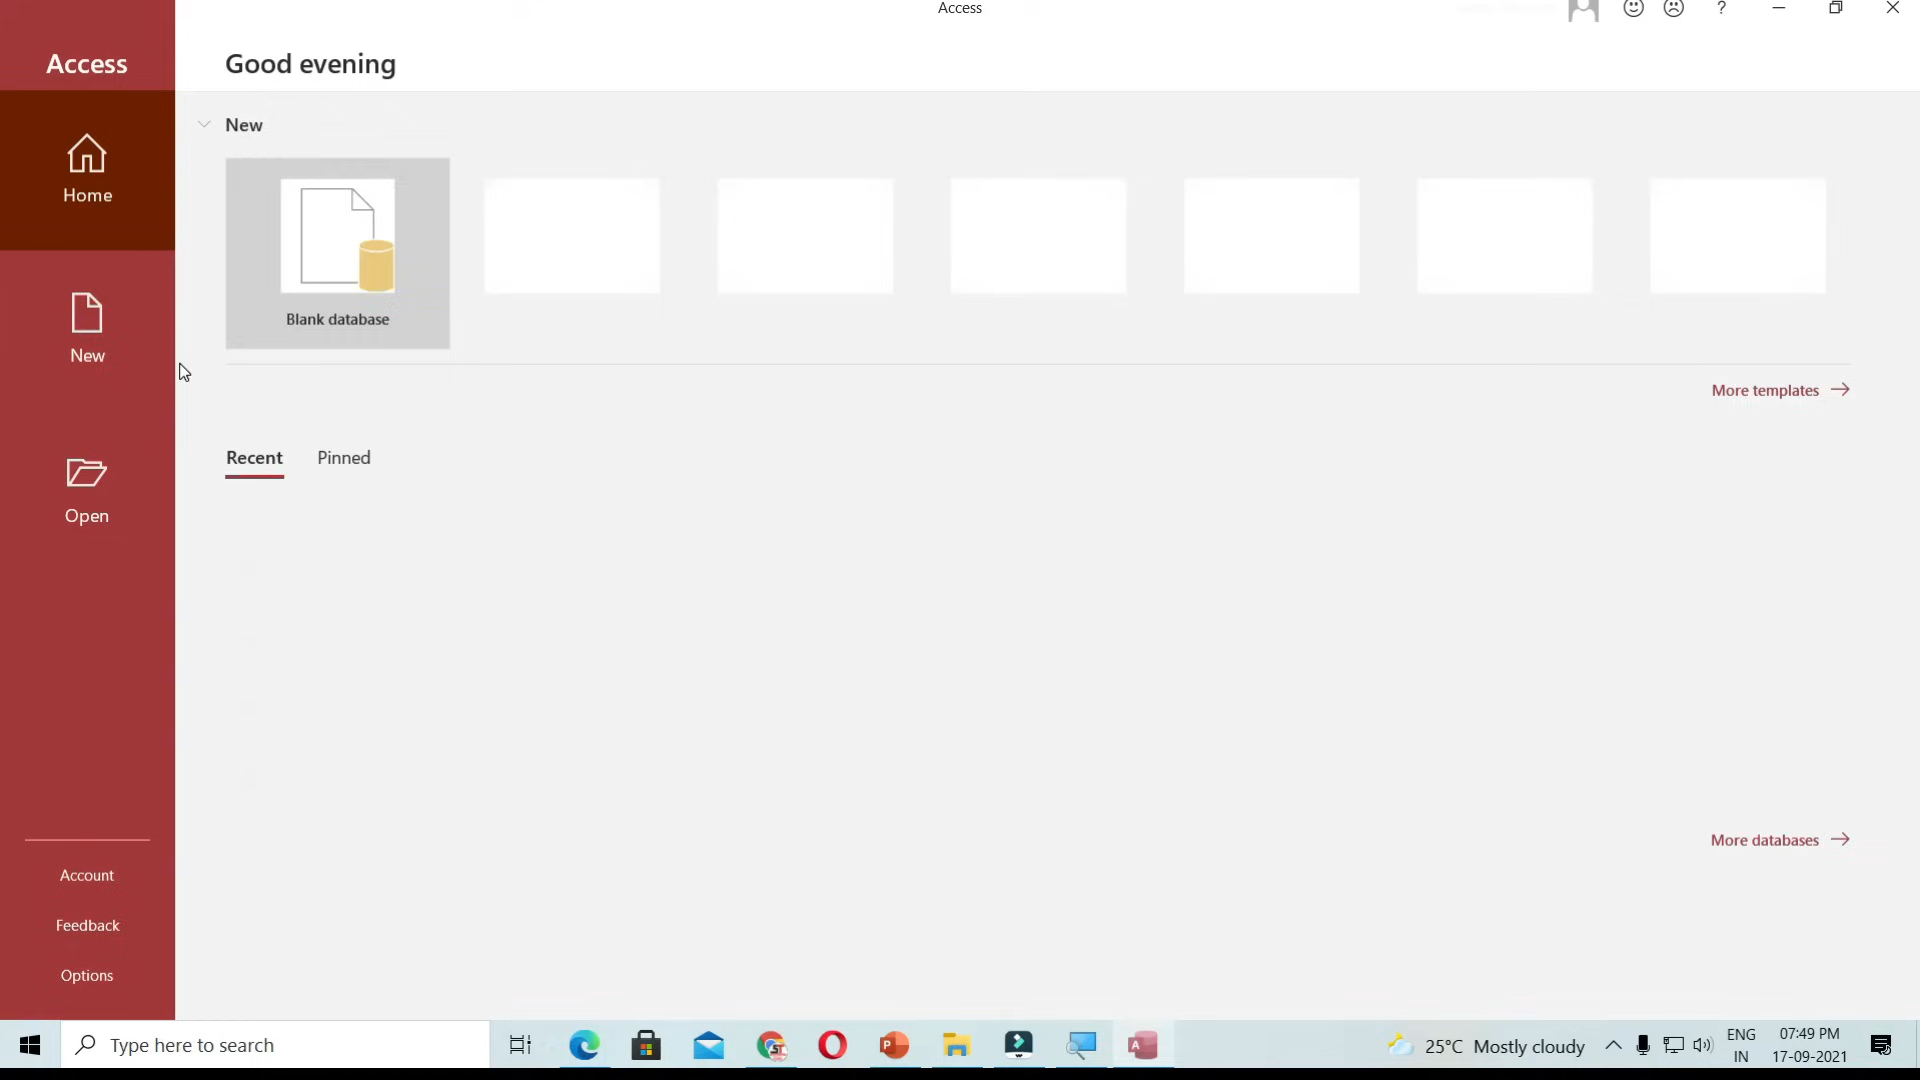 Access
Access
Good evening
New
Home
Blank database
New
More templates
Recent Pinned
Open
More databases
Account
Feedback
Options
Type here to search
25°C Mostly cloudy
ENG
IN
07:49 PM
17-09-2021